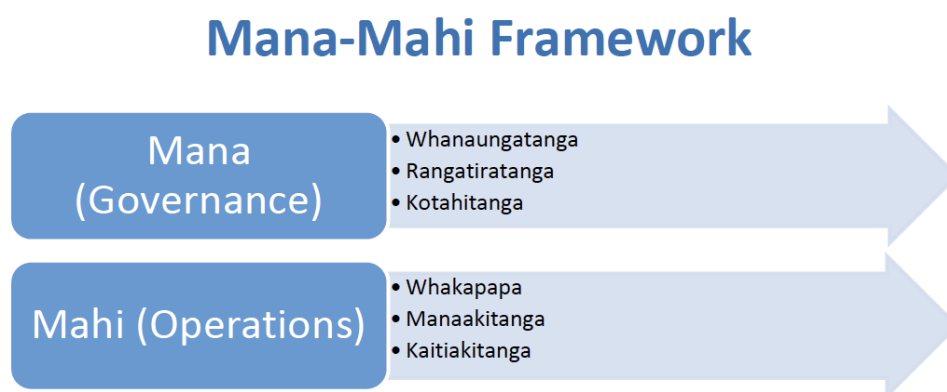 Mana-Mahi Framework
Mana
(Governance)
• Whanaungatanga
• Rangatiratanga
• Kotahitanga
Mahi (Operations)
• Whakapapa
• Manaakitanga
• Kaitiakitanga